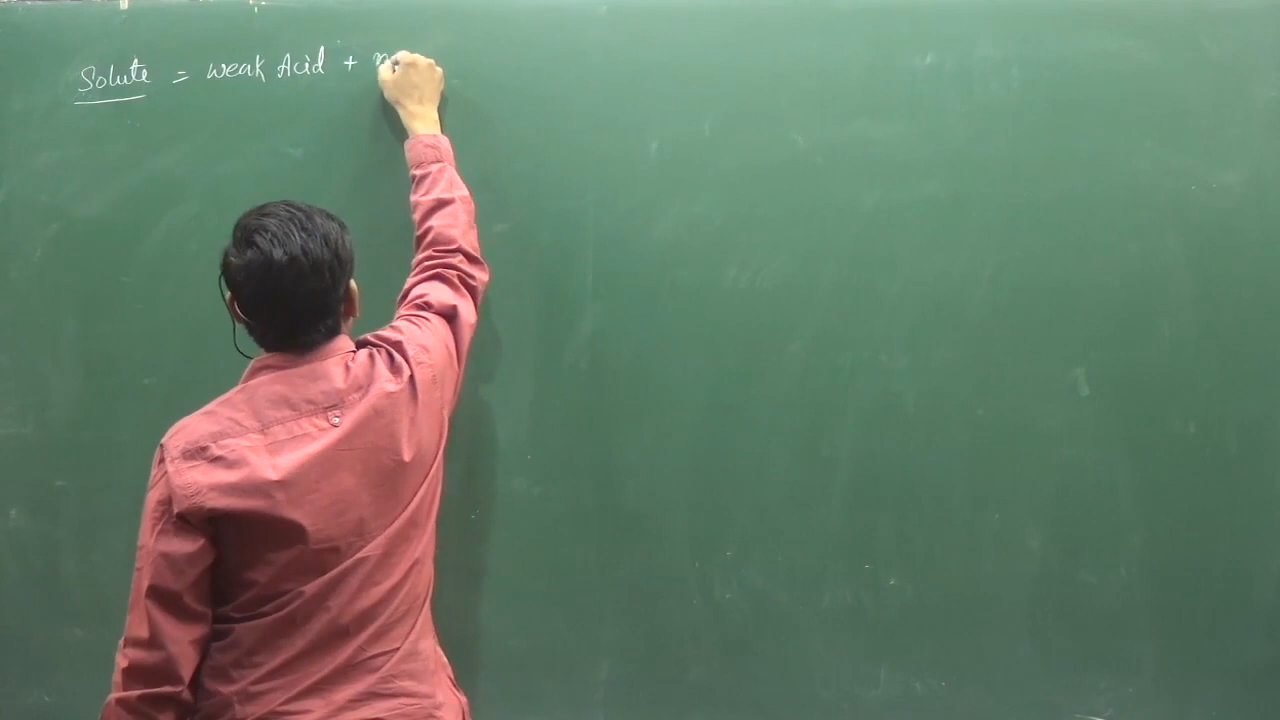 Solute = weak Acid +